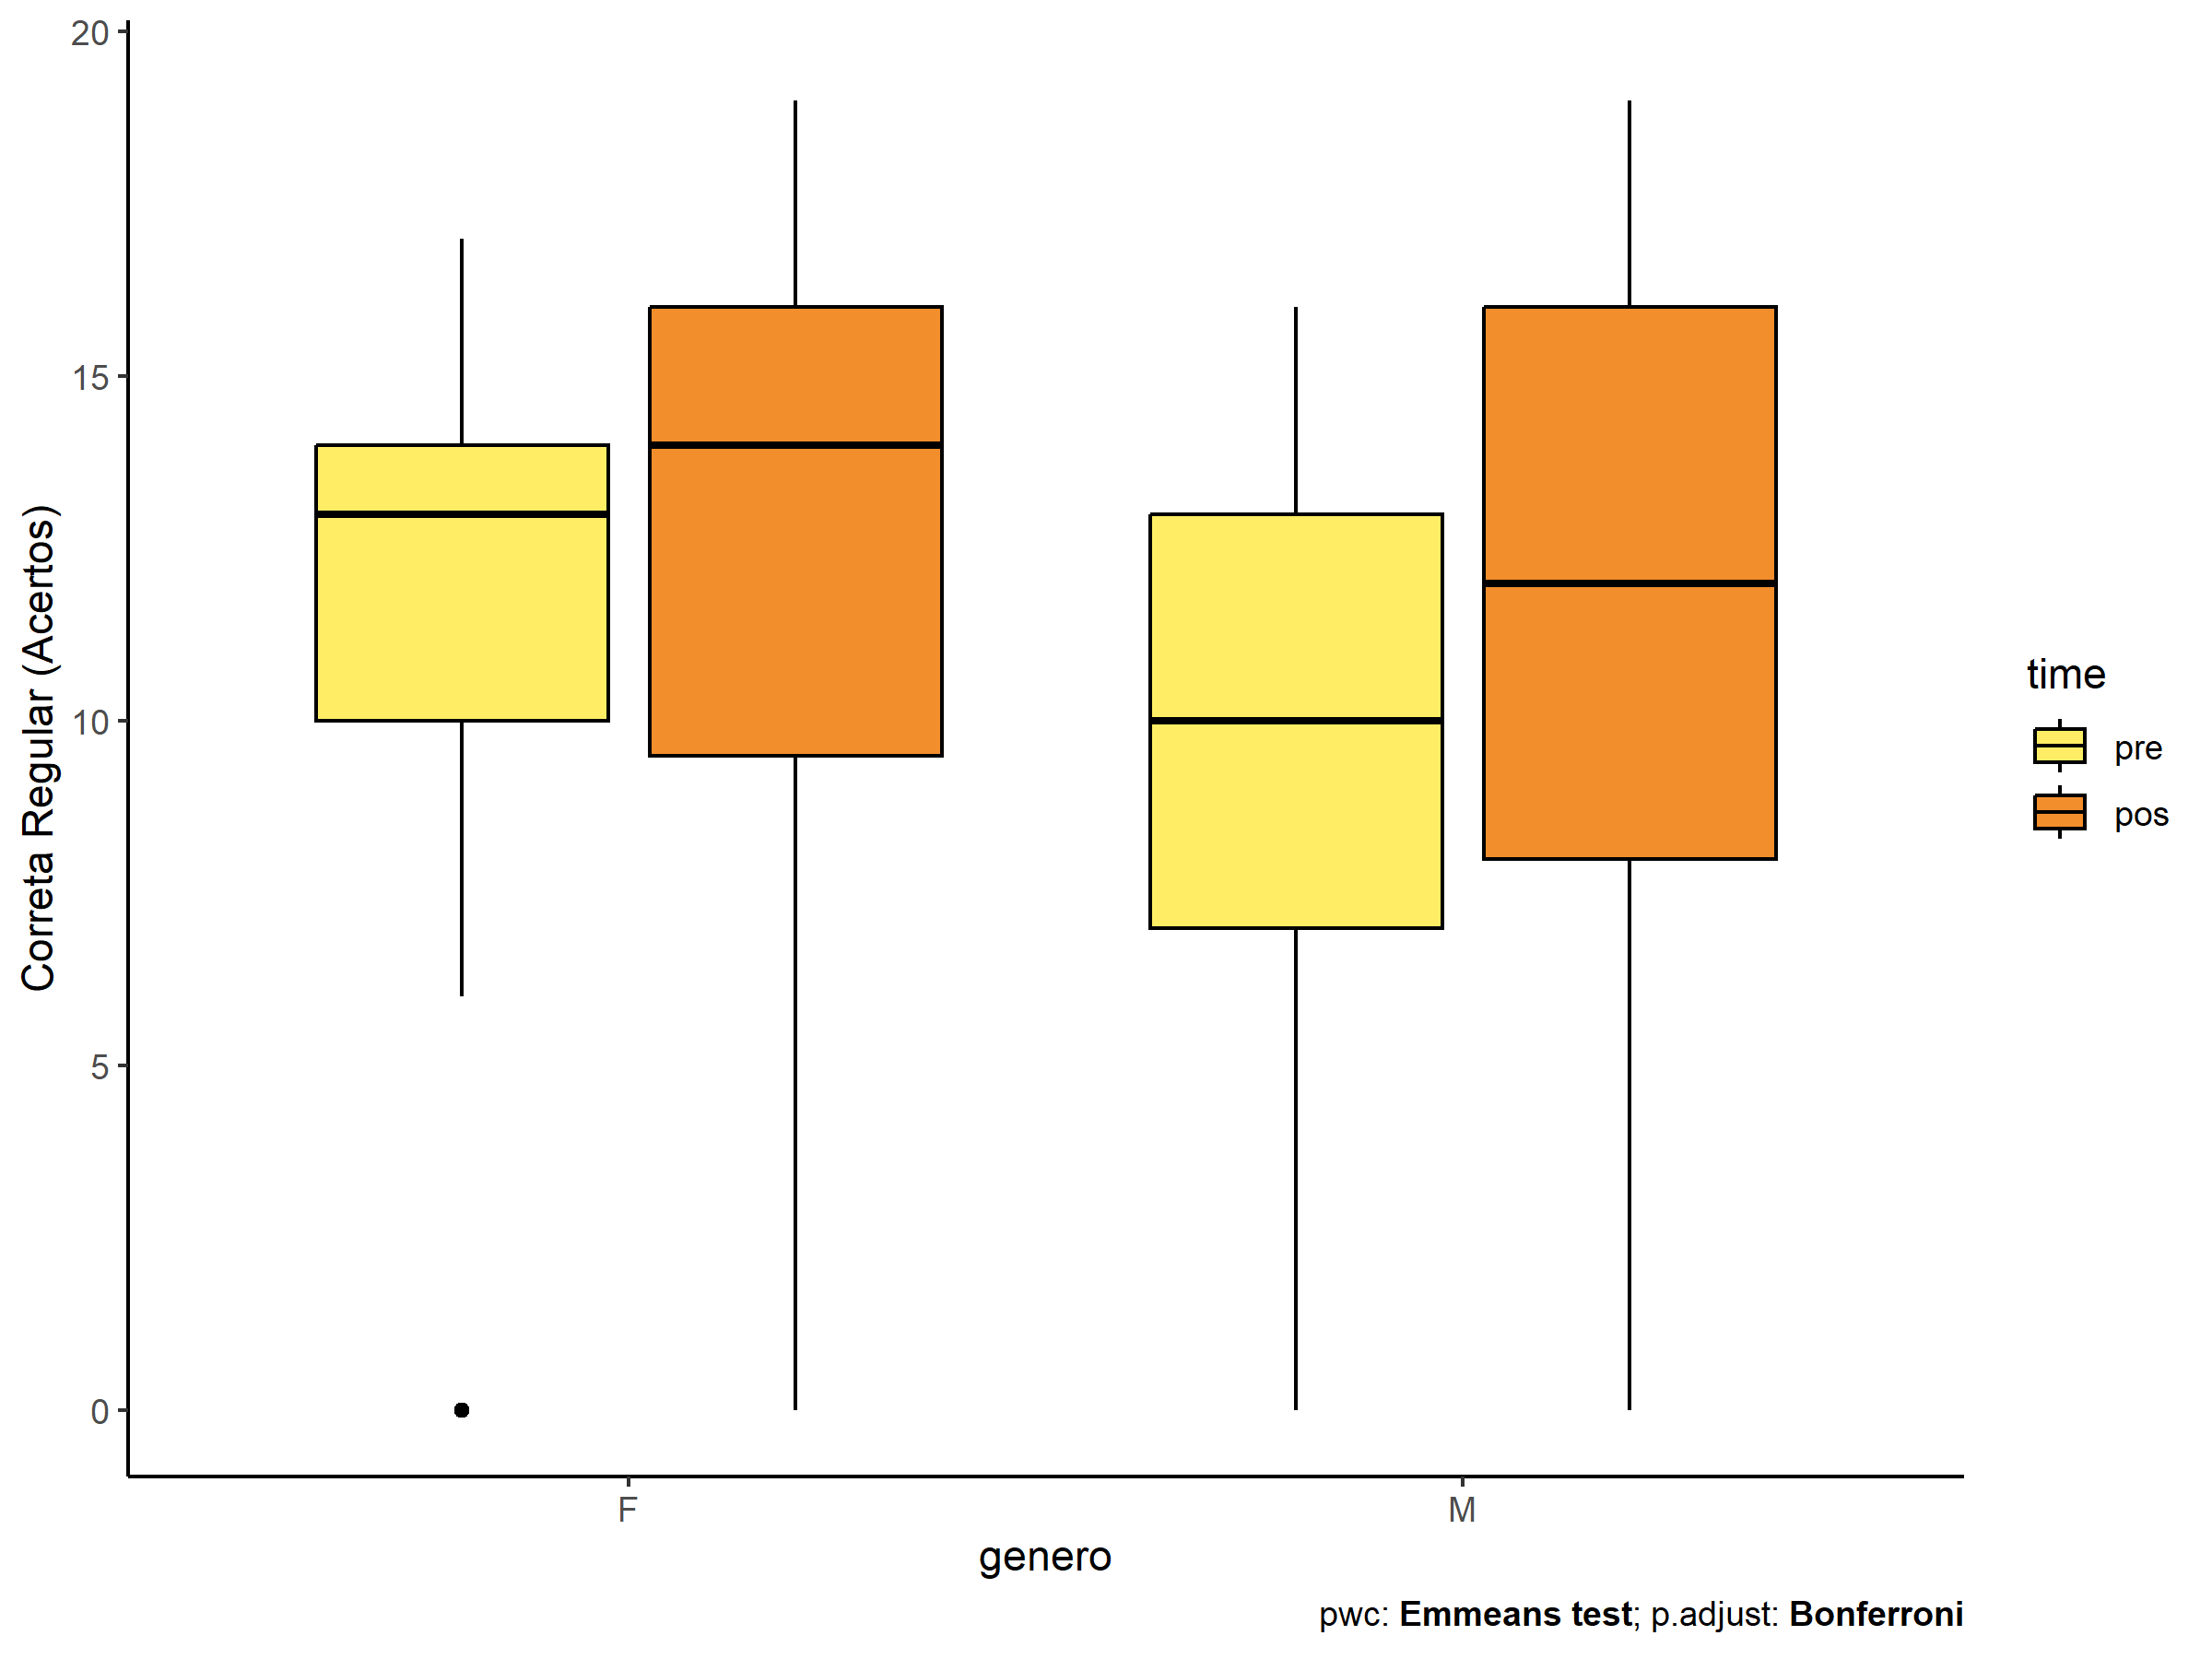 20
15
10
5
0
Correta Regular (Acertos)
F
M
genero
time
pre
pos
pwc: Emmeans test; p.adjust: Bonferroni